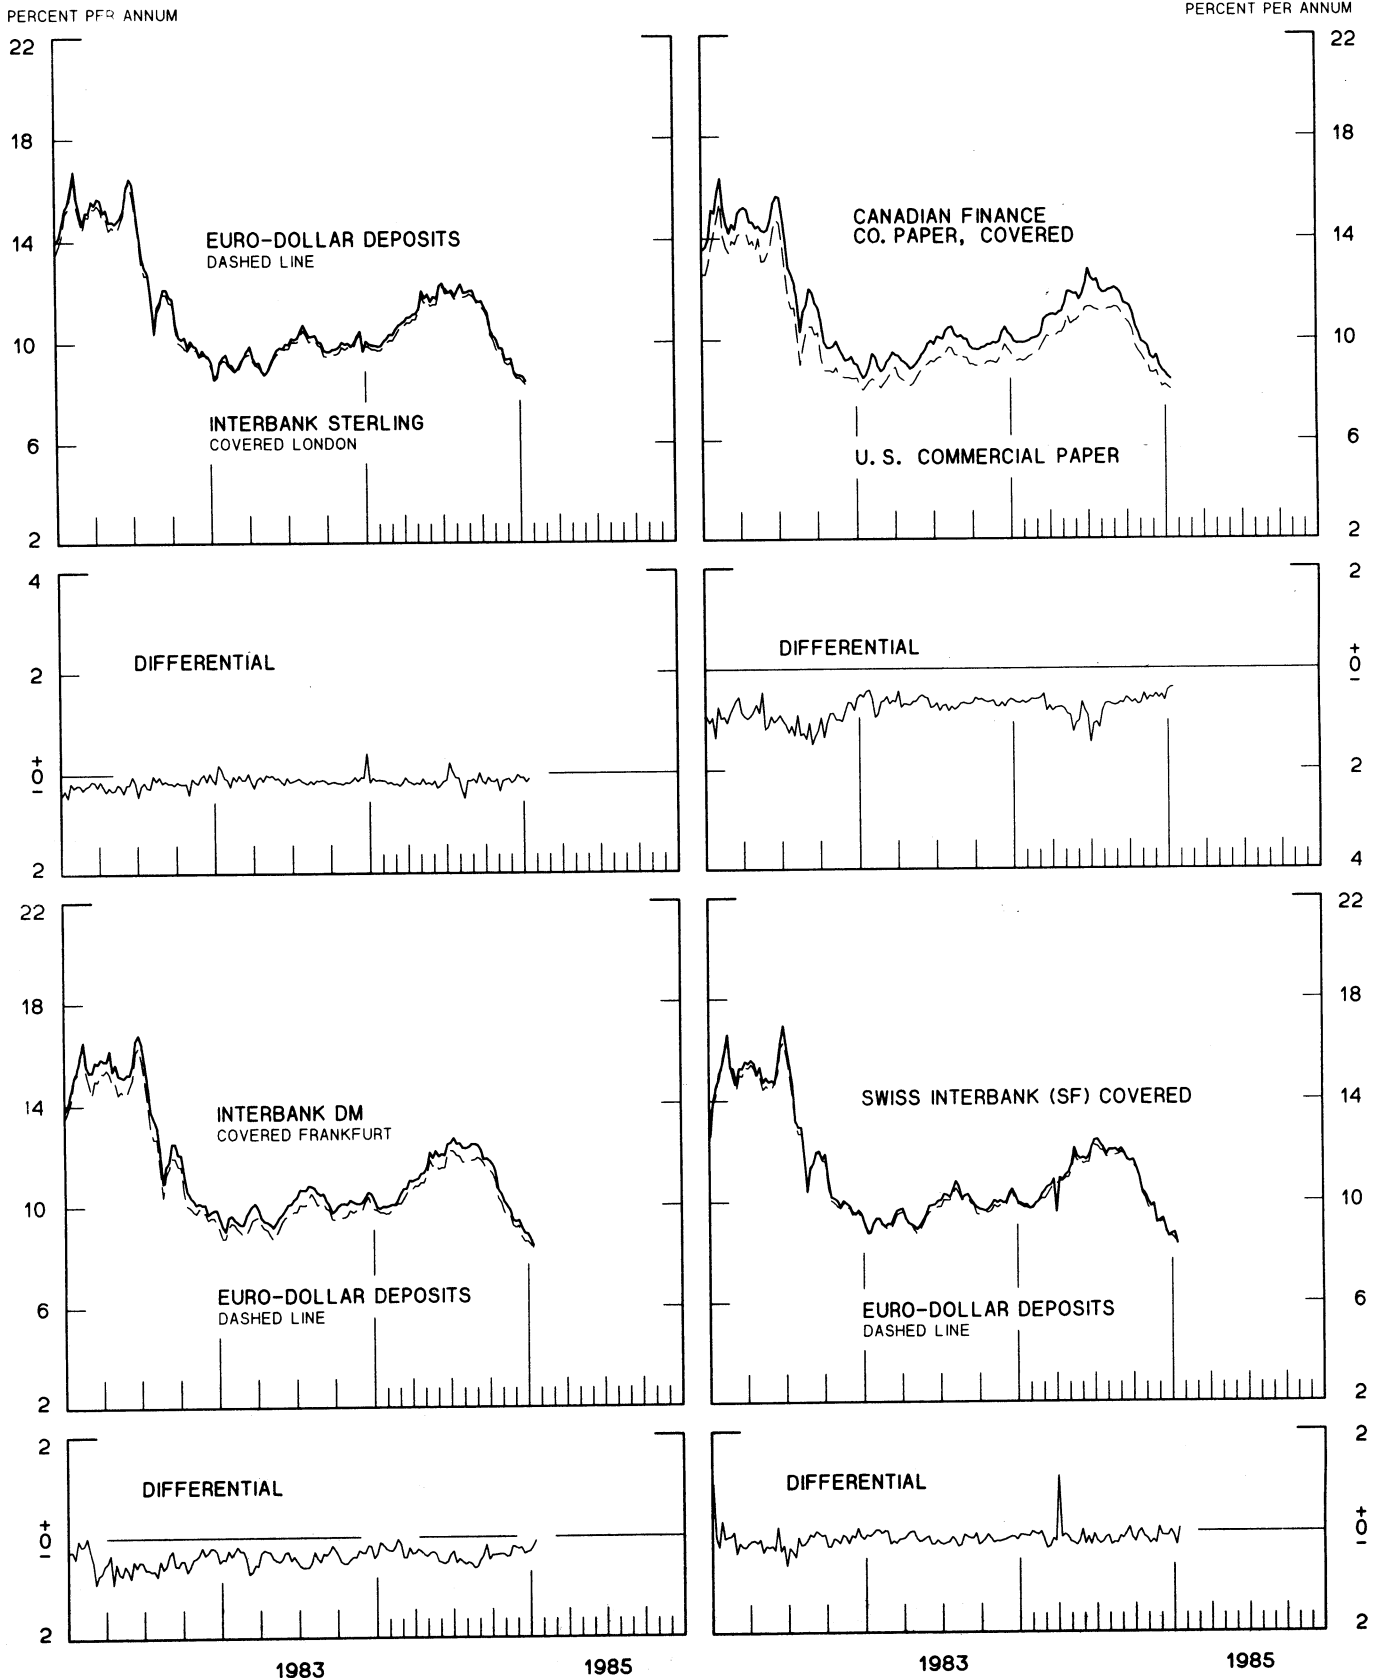 PERCENT PER ANNUM
PERCENT PER ANNUM
22
18
14
10
6
2
EURO-DOLLAR DEPOSITS
DASHED LINE
INTERBANK STERLING
COVERED LONDON
22
18
14
10
6
2
CANADIAN FINANCE
CO. PAPER, COVERED
U. S. COMMERCIAL PAPER
4
2
+
0
−
2
DIFFERENTIAL
2
+
0
−
2
4
DIFFERENTIAL
22
18
14
10
6
2
INTERBANK DM
COVERED FRANKFURT
EURO-DOLLAR DEPOSITS
DASHED LINE
22
18
14
10
6
2
SWISS INTERBANK (SF) COVERED
EURO-DOLLAR DEPOSITS
DASHED LINE
2
+
0
−
2
DIFFERENTIAL
2
+
0
−
2
DIFFERENTIAL
1983
1985
1983
1985